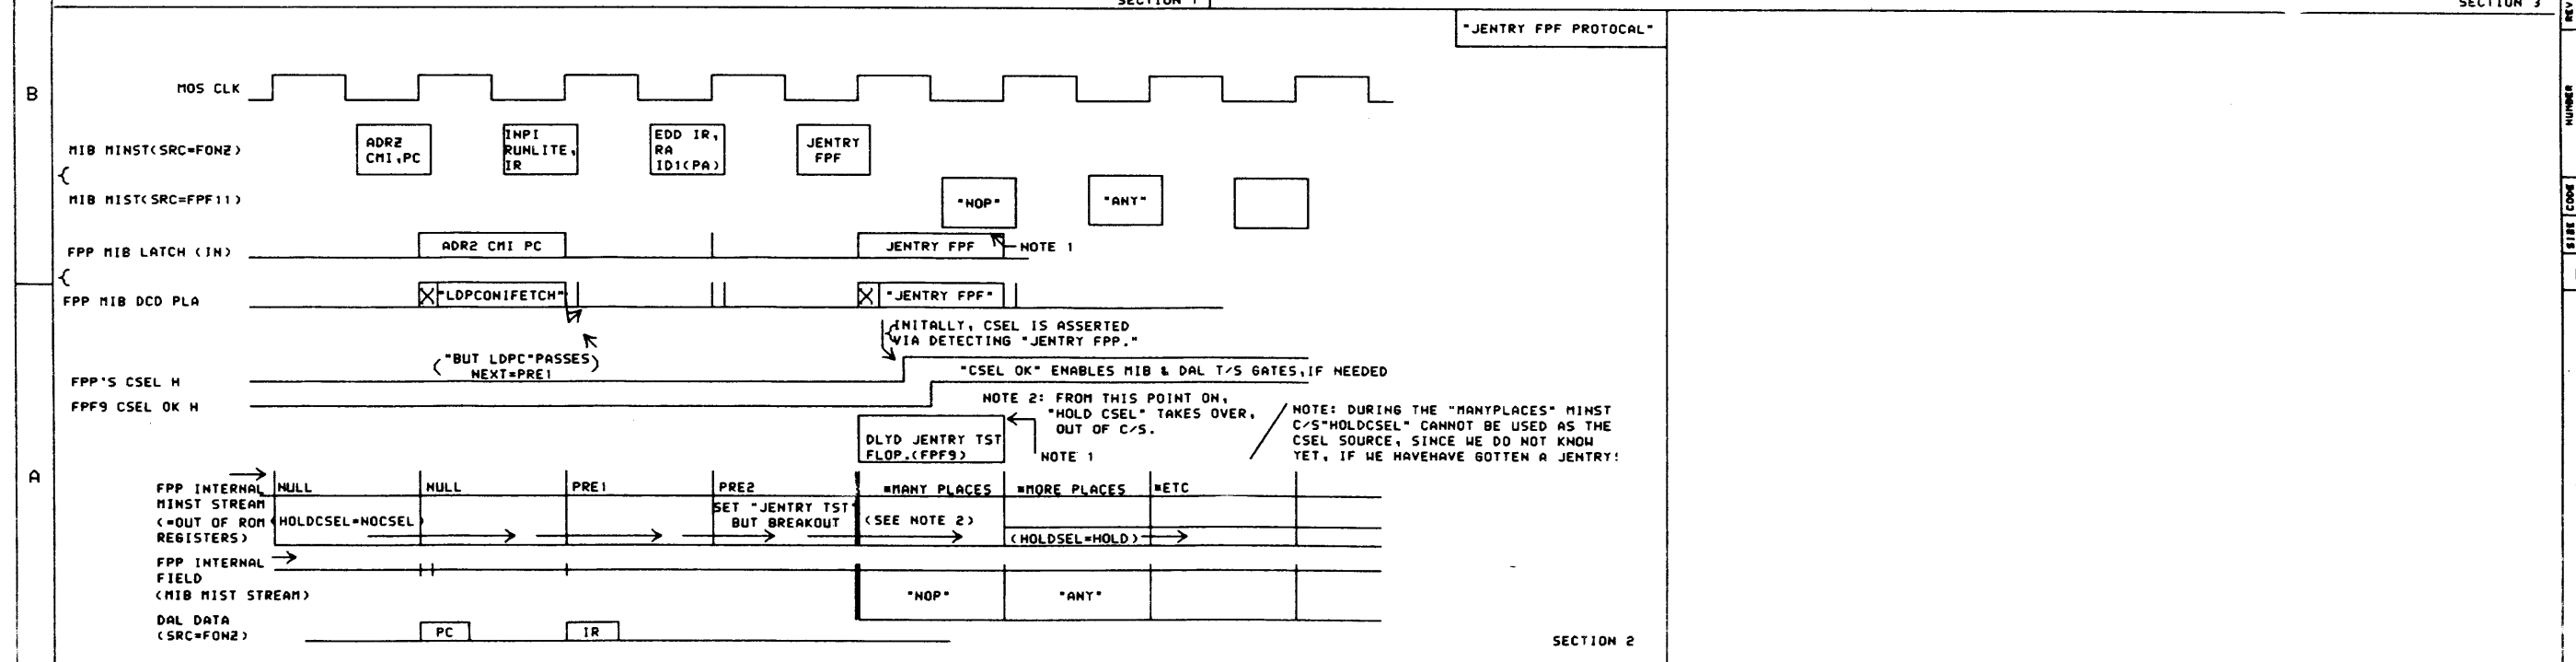 SECTION 1
SECTION 3
REV
"JENTRY FPF PROTOCAL"
B
MOS CLK
NUMBER
MIB MINST(SRC=FON2)
ADR2
CMI,PC
INPI
RUNLITE,
IR
EDD IR,
RA
ID1(PA)
JENTRY
FPF
MIB MIST(SRC=FPF11)
"NOP"
"ANY"
SIZE CODE
FPP MIB LATCH (IN)
ADR2 CMI PC
JENTRY FPF
NOTE 1
FPP MIB DCD PLA
"LDPCONIFETCH"
"JENTRY FPF"
INITALLY, CSEL IS ASSERTED
VIA DETECTING "JENTRY FPP."
("BUT LDPC"PASSES)
NEXT=PRE1
FPP'S CSEL H
"CSEL OK" ENABLES MIB & DAL T/S GATES,IF NEEDED
FPF9 CSEL OK H
NOTE 2: FROM THIS POINT ON,
"HOLD CSEL" TAKES OVER,
OUT OF C/S.
NOTE: DURING THE "MANYPLACES" MINST
C/S"HOLDCSEL" CANNOT BE USED AS THE
CSEL SOURCE, SINCE WE DO NOT KNOW
YET, IF WE HAVEHAVE GOTTEN A JENTRY!
DLYD JENTRY TST
FLOP.(FPF9)
NOTE 1
A
FPP INTERNAL
MINST STREAM
(=OUT OF ROM
REGISTERS)
NULL
NULL
PRE1
PRE2
=MANY PLACES
=MORE PLACES
=ETC
HOLDCSEL=NOCSEL
SET "JENTRY TST"
BUT BREAKOUT
(SEE NOTE 2)
(HOLDSEL=HOLD)
FPP INTERNAL
FIELD
(MIB MIST STREAM)
"NOP"
"ANY"
DAL DATA
(SRC=FON2)
PC
IR
SECTION 2